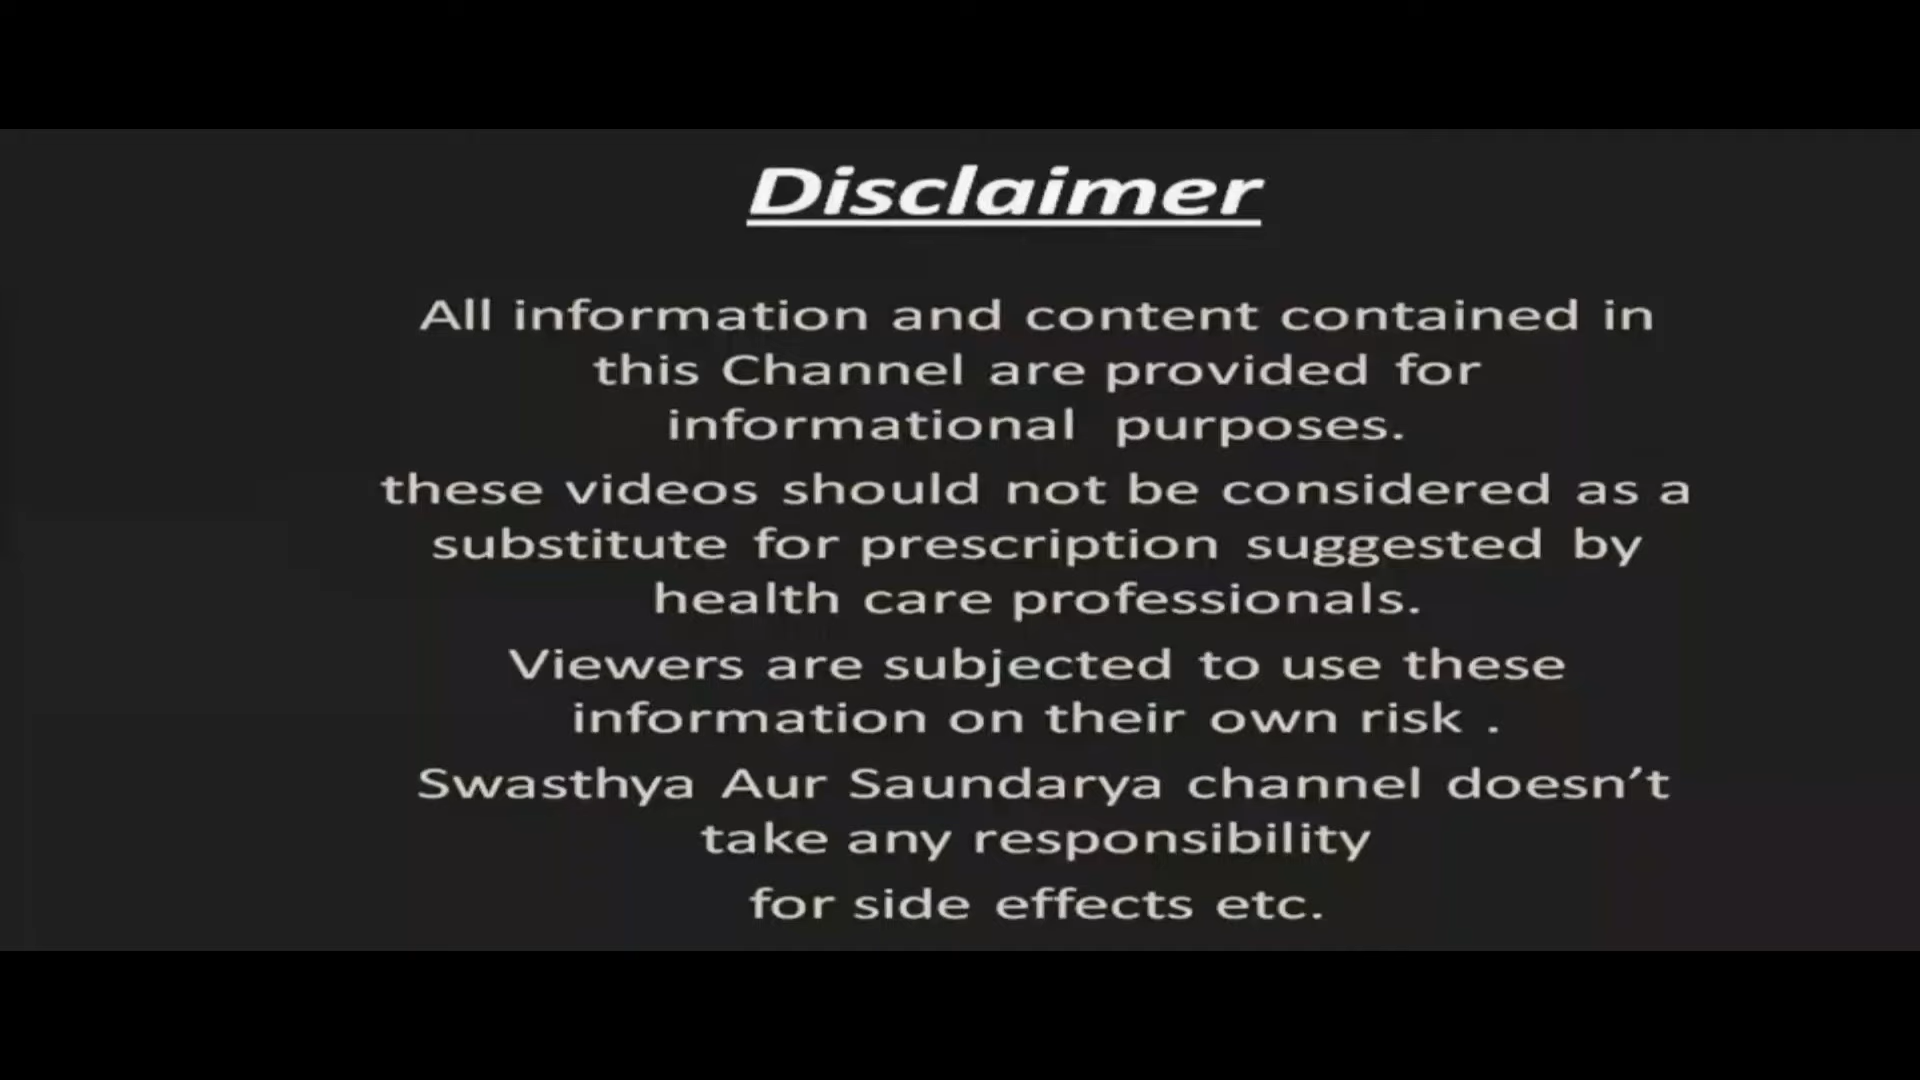 Disclaimer
All information and content contained in
this Channel are provided for
informational purposes.
these videos should not be considered as a
substitute for prescription suggested by
health care professionals.
Viewers are subjected to use these
information on their own risk .
Swasthya Aur Saundarya channel doesn’t
take any responsibility
for side effects etc.